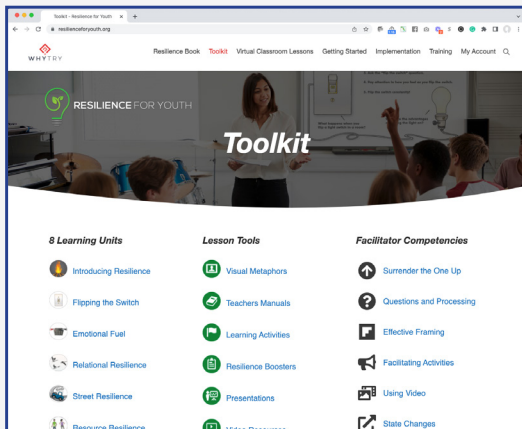 Toolkit - Resilience for Youth
resilienceforyouth.org
WHYTRY
Resilience Book Toolkit Virtual Classroom Lessons Getting Started Implementation Training My Account
RESILIENCE FOR YOUTH
Toolkit
8 Learning Units
Introducing Resilience
Flipping the Switch
Emotional Fuel
Relational Resilience
Street Resilience
Resource Resilience
Lesson Tools
Visual Metaphors
Teachers Manuals
Learning Activities
Resilience Boosters
Presentations
Video Resources
Facilitator Competencies
Surrender the One Up
Questions and Processing
Effective Framing
Facilitating Activities
Using Video
State Changes